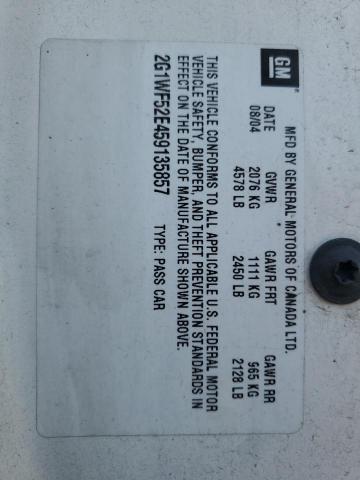 GM
MFD BY GENERAL MOTORS OF CANADA LTD.
DATE GVWR GAWR FRT GAWR RR
08/04 2076 KG 1111 KG 965 KG
4578 LB 2450 LB 2128 LB
THIS VEHICLE CONFORMS TO ALL APPLICABLE U.S. FEDERAL MOTOR
VEHICLE SAFETY, BUMPER, AND THEFT PREVENTION STANDARDS IN
EFFECT ON THE DATE OF MANUFACTURE SHOWN ABOVE.
2G1WF52E459135857 TYPE: PASS CAR